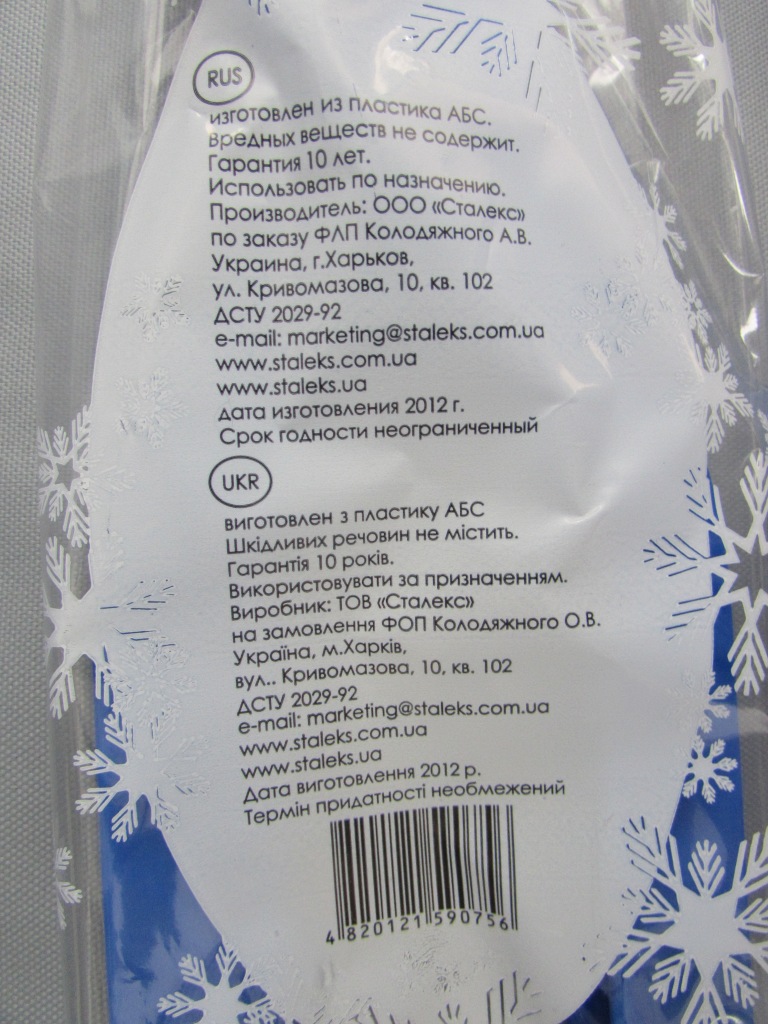 RUS
изготовлен из пластика АБС.
Вредных веществ не содержит.
Гарантия 10 лет.
Использовать по назначению.
Производитель: ООО «Сталекс»
по заказу ФЛП Колодяжного А.В.
Украина, г.Харьков,
ул. Кривомазова, 10, кв. 102
ДСТУ 2029-92
e-mail: marketing@staleks.com.ua
www.staleks.com.ua
www.staleks.ua
дата изготовления 2012 г.
Срок годности неограниченный
UKR
виготовлен з пластику АБС
Шкідливих речовин не містить.
Гарантія 10 років.
Використовувати за призначенням.
Виробник: ТОВ «Сталекс»
на замовлення ФОП Колодяжного О.В.
Україна, м.Харків,
вул.. Кривомазова, 10, кв. 102
ДСТУ 2029-92
e-mail: marketing@staleks.com.ua
www.staleks.com.ua
www.staleks.ua
Дата виготовлення 2012 р.
Термін придатності необмежений
4 820121 590756